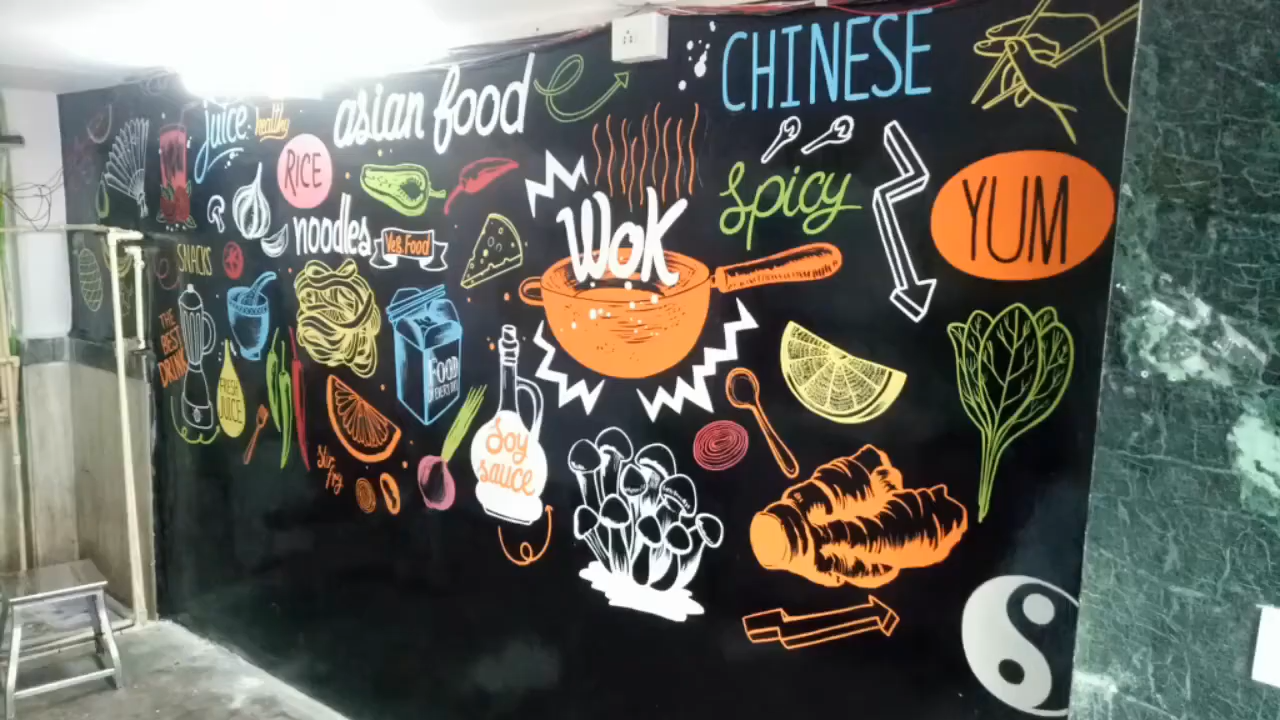 CHINESE
asian food
juice
healthy
RICE
spicy
YUM
Wok
noodles
Veg. Food
SNACKS
THE
BEST
DRINK
FRESH
JUICE
FOOD
Soy
sauce
Stir
Fry